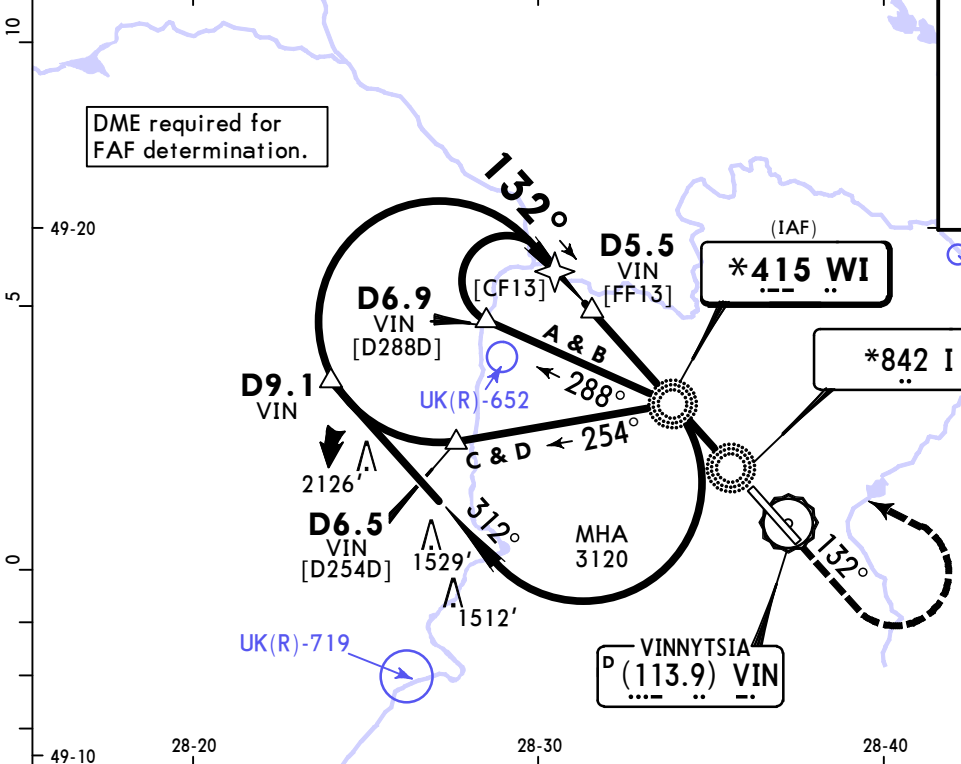 10
DME required for
FAF determination.
132°
49-20
(IAF)
*415 WI
D5.5
VIN
[FF13]
[CF13]
5
D6.9
VIN
[D288D]
A & B
288°
*842 I
UK(R)-652
D9.1
VIN
254°
C & D
2126'
D6.5
VIN
[D254D]
312°
1529'
MHA
3120
132°
0
1512'
UK(R)-719
VINNYTSIA
D (113.9) VIN
49-10
28-20
28-30
28-40